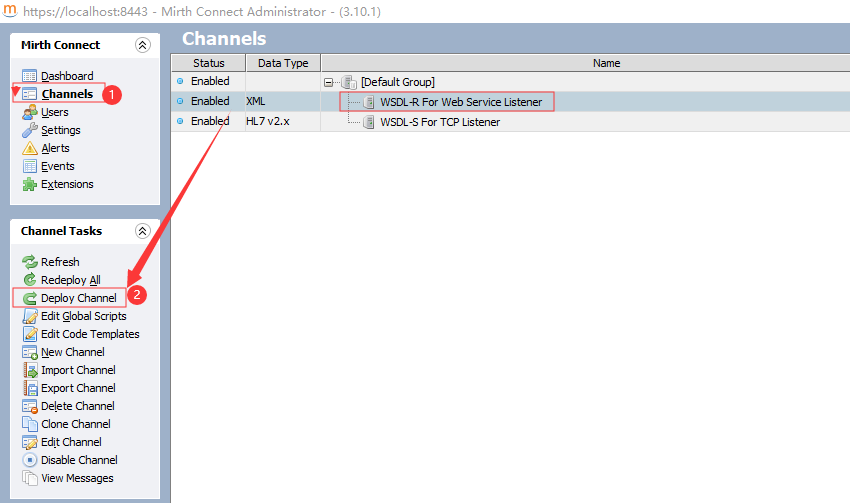 https://localhost:8443 - Mirth Connect Administrator - (3.10.1)
Mirth Connect
Dashboard
Channels
1
Users
Settings
Alerts
Events
Extensions
Channel Tasks
Refresh
Redeploy All
Deploy Channel
2
Edit Global Scripts
Edit Code Templates
New Channel
Import Channel
Export Channel
Delete Channel
Clone Channel
Edit Channel
Disable Channel
View Messages
Channels
Status Data Type Name
Enabled [Default Group]
Enabled XML WSDL-R For Web Service Listener
Enabled HL7 v2.x WSDL-S For TCP Listener